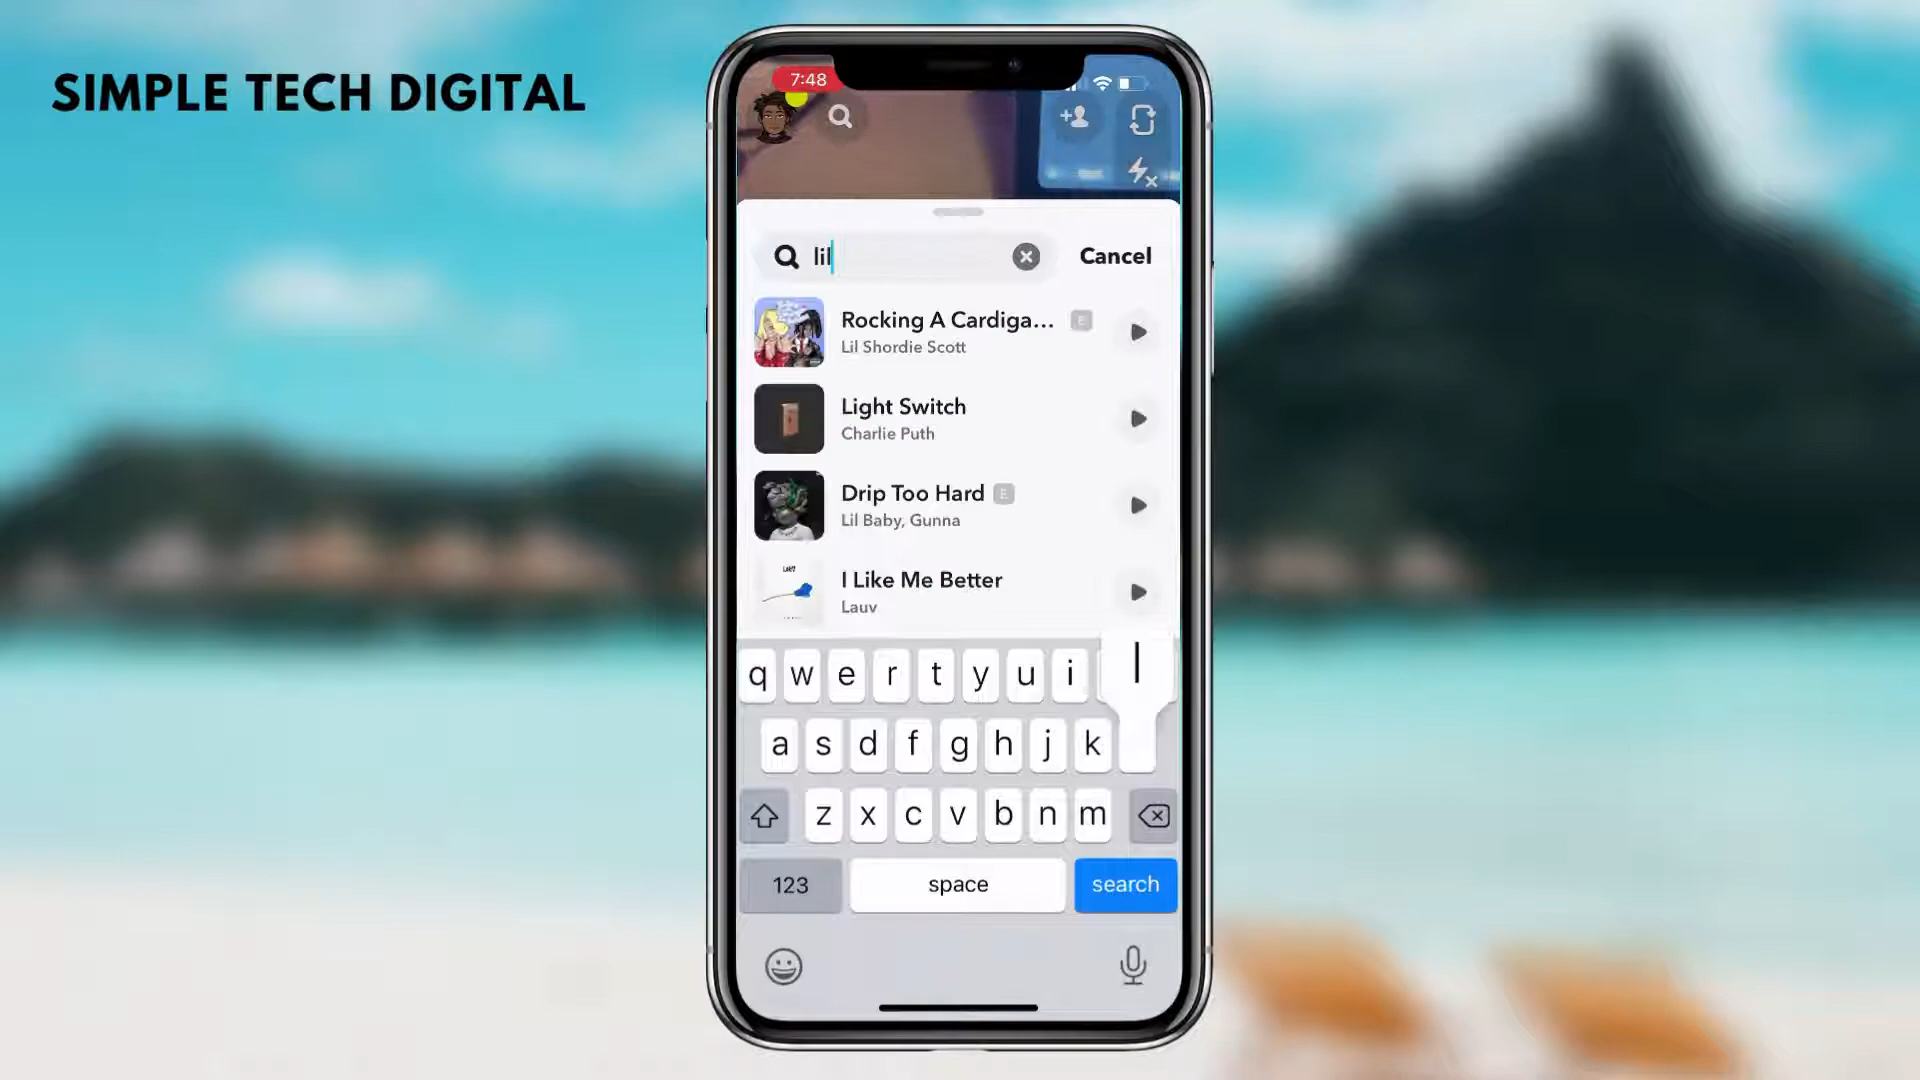 SIMPLE TECH DIGITAL
7:48
lil
Cancel
Rocking A Cardiga... E
Lil Shordie Scott
Light Switch
Charlie Puth
Drip Too Hard E
Lil Baby, Gunna
I Like Me Better
Lauv
q w e r t y u i l
a s d f g h j k
z x c v b n m
123 space search